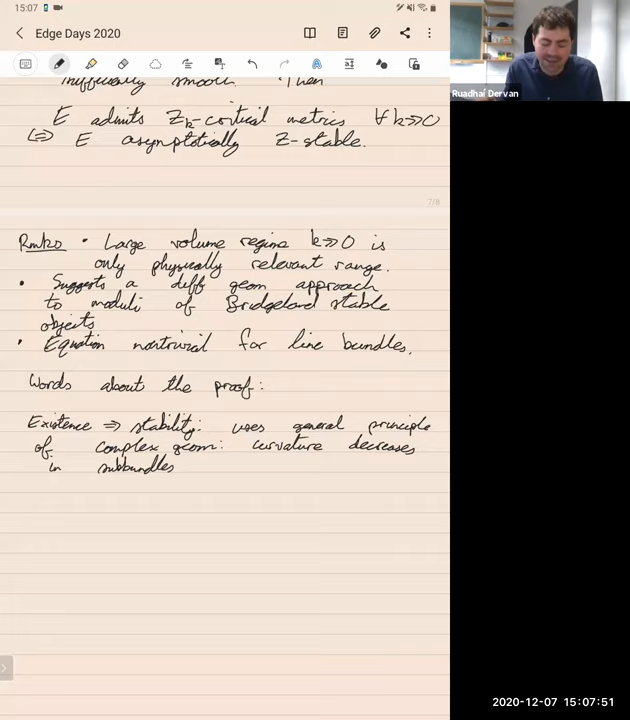 15:07
Edge Days 2020
sufficiently smooth. Then
E admits Z_k-critical metrics ∀ k≫0
⟺ E asymptotically Z-stable.
7/8
Rmks • Large volume regime k≫0 is
only physically relevant range.
• Suggests a diff geom approach
to moduli of Bridgeland stable
objects
• Equation nontrivial for line bundles.
Words about the proof:
Existence ⇒ stability: uses general principle
of complex geom: curvature decreases
in subbundles
Ruadhaí Dervan
2020-12-07 15:07:51